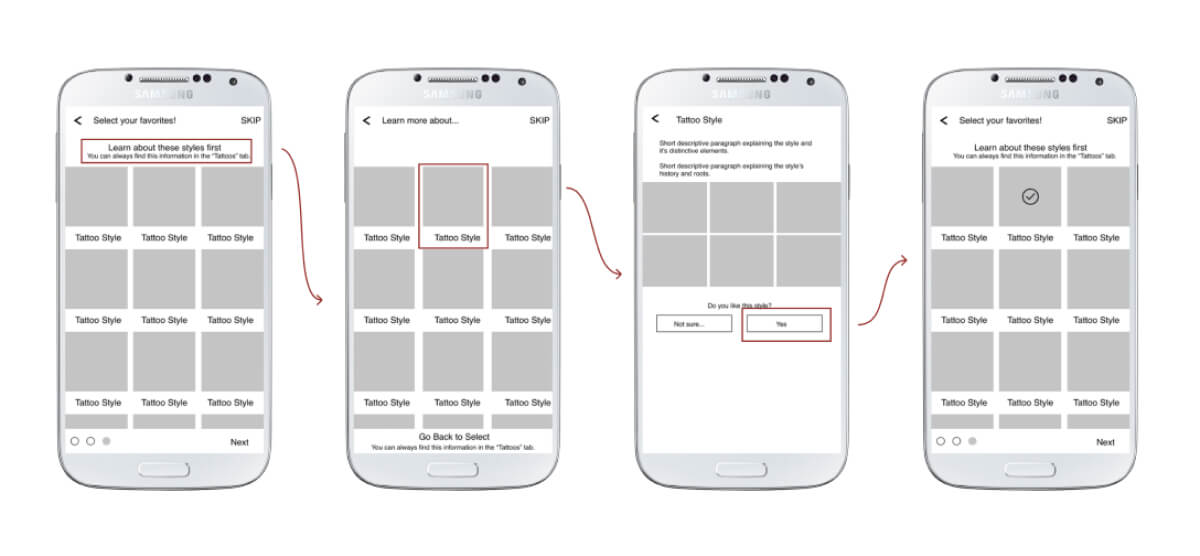 SAMSUNG
Select your favorites!
SKIP
Learn about these styles first
You can always find this information in the "Tattoos" tab.
Tattoo Style
Tattoo Style
Tattoo Style
Tattoo Style
Tattoo Style
Tattoo Style
Tattoo Style
Tattoo Style
Tattoo Style
Next
SAMSUNG
Learn more about...
SKIP
Tattoo Style
Tattoo Style
Tattoo Style
Tattoo Style
Tattoo Style
Tattoo Style
Tattoo Style
Tattoo Style
Tattoo Style
Go Back to Select
You can always find this information in the "Tattoos" tab.
SAMSUNG
Tattoo Style
Short descriptive paragraph explaining the style and
it's distinctive elements.
Short descriptive paragraph explaining the style's
history and roots.
Do you like this style?
Not sure...
Yes
SAMSUNG
Select your favorites!
SKIP
Learn about these styles first
You can always find this information in the "Tattoos" tab.
Tattoo Style
Tattoo Style
Tattoo Style
Tattoo Style
Tattoo Style
Tattoo Style
Tattoo Style
Tattoo Style
Tattoo Style
Next